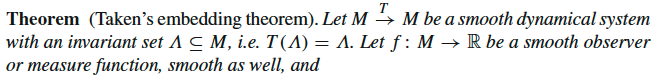 Theorem (Taken's embedding theorem). Let M T→ M be a smooth dynamical system
with an invariant set Λ ⊆ M, i.e. T(Λ) = Λ. Let f : M → ℝ be a smooth observer
or measure function, smooth as well, and